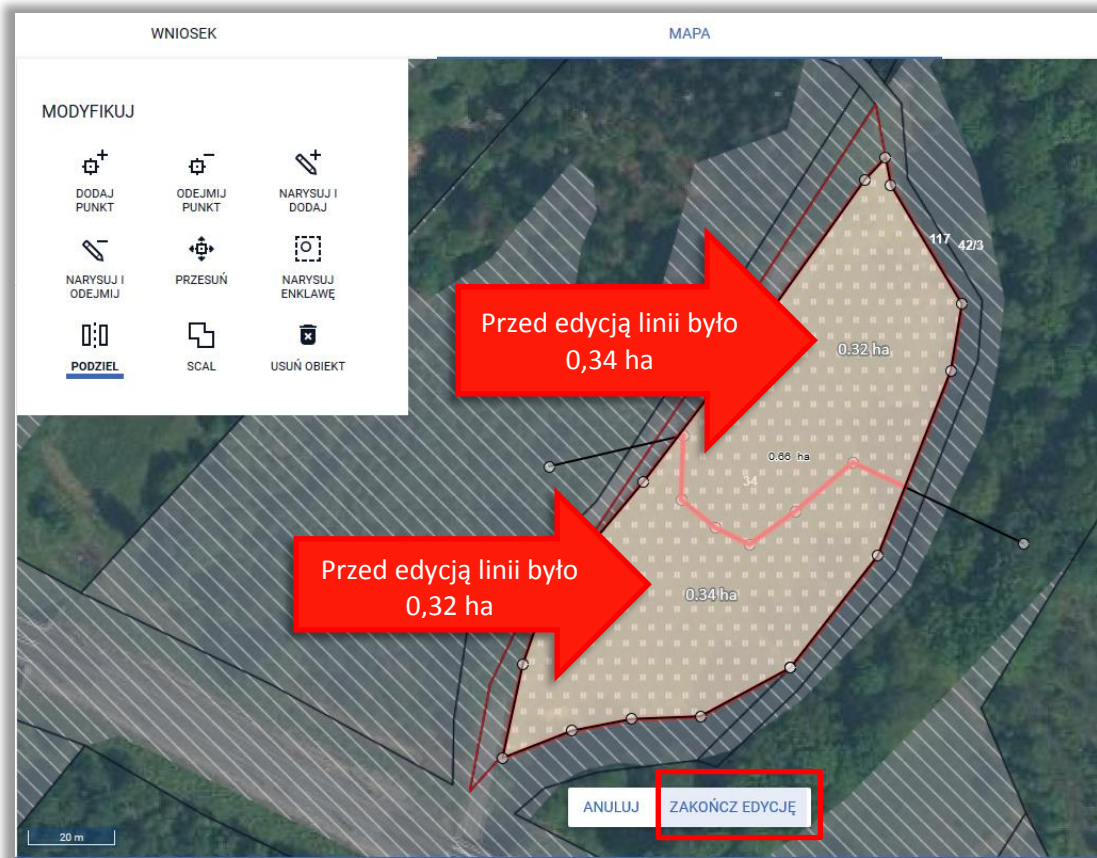 WNIOSEK
MAPA
MODYFIKUJ
DODAJ
PUNKT
ODEJMIJ
PUNKT
NARYSUJ I
DODAJ
NARYSUJ I
ODEJMIJ
PRZESUŃ
NARYSUJ
ENKLAWĘ
PODZIEL
SCAL
USUŃ OBIEKT
117
42/3
Przed edycją linii było
0,34 ha
0.32 ha
0.66 ha
34
Przed edycją linii było
0,32 ha
0.34 ha
ANULUJ
ZAKOŃCZ EDYCJĘ
20 m